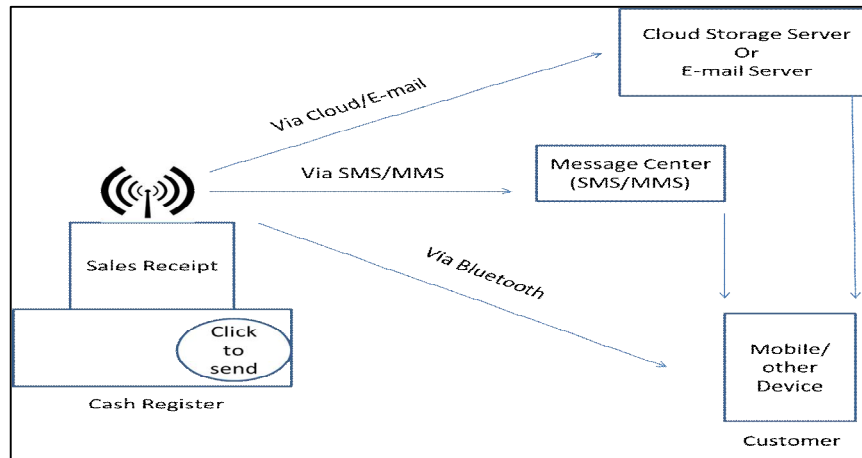 Cloud Storage Server
Or
E-mail Server
Via Cloud/E-mail
Via SMS/MMS
Message Center
(SMS/MMS)
Via Bluetooth
Sales Receipt
Click
to
send
Cash Register
Mobile/
other
Device
Customer